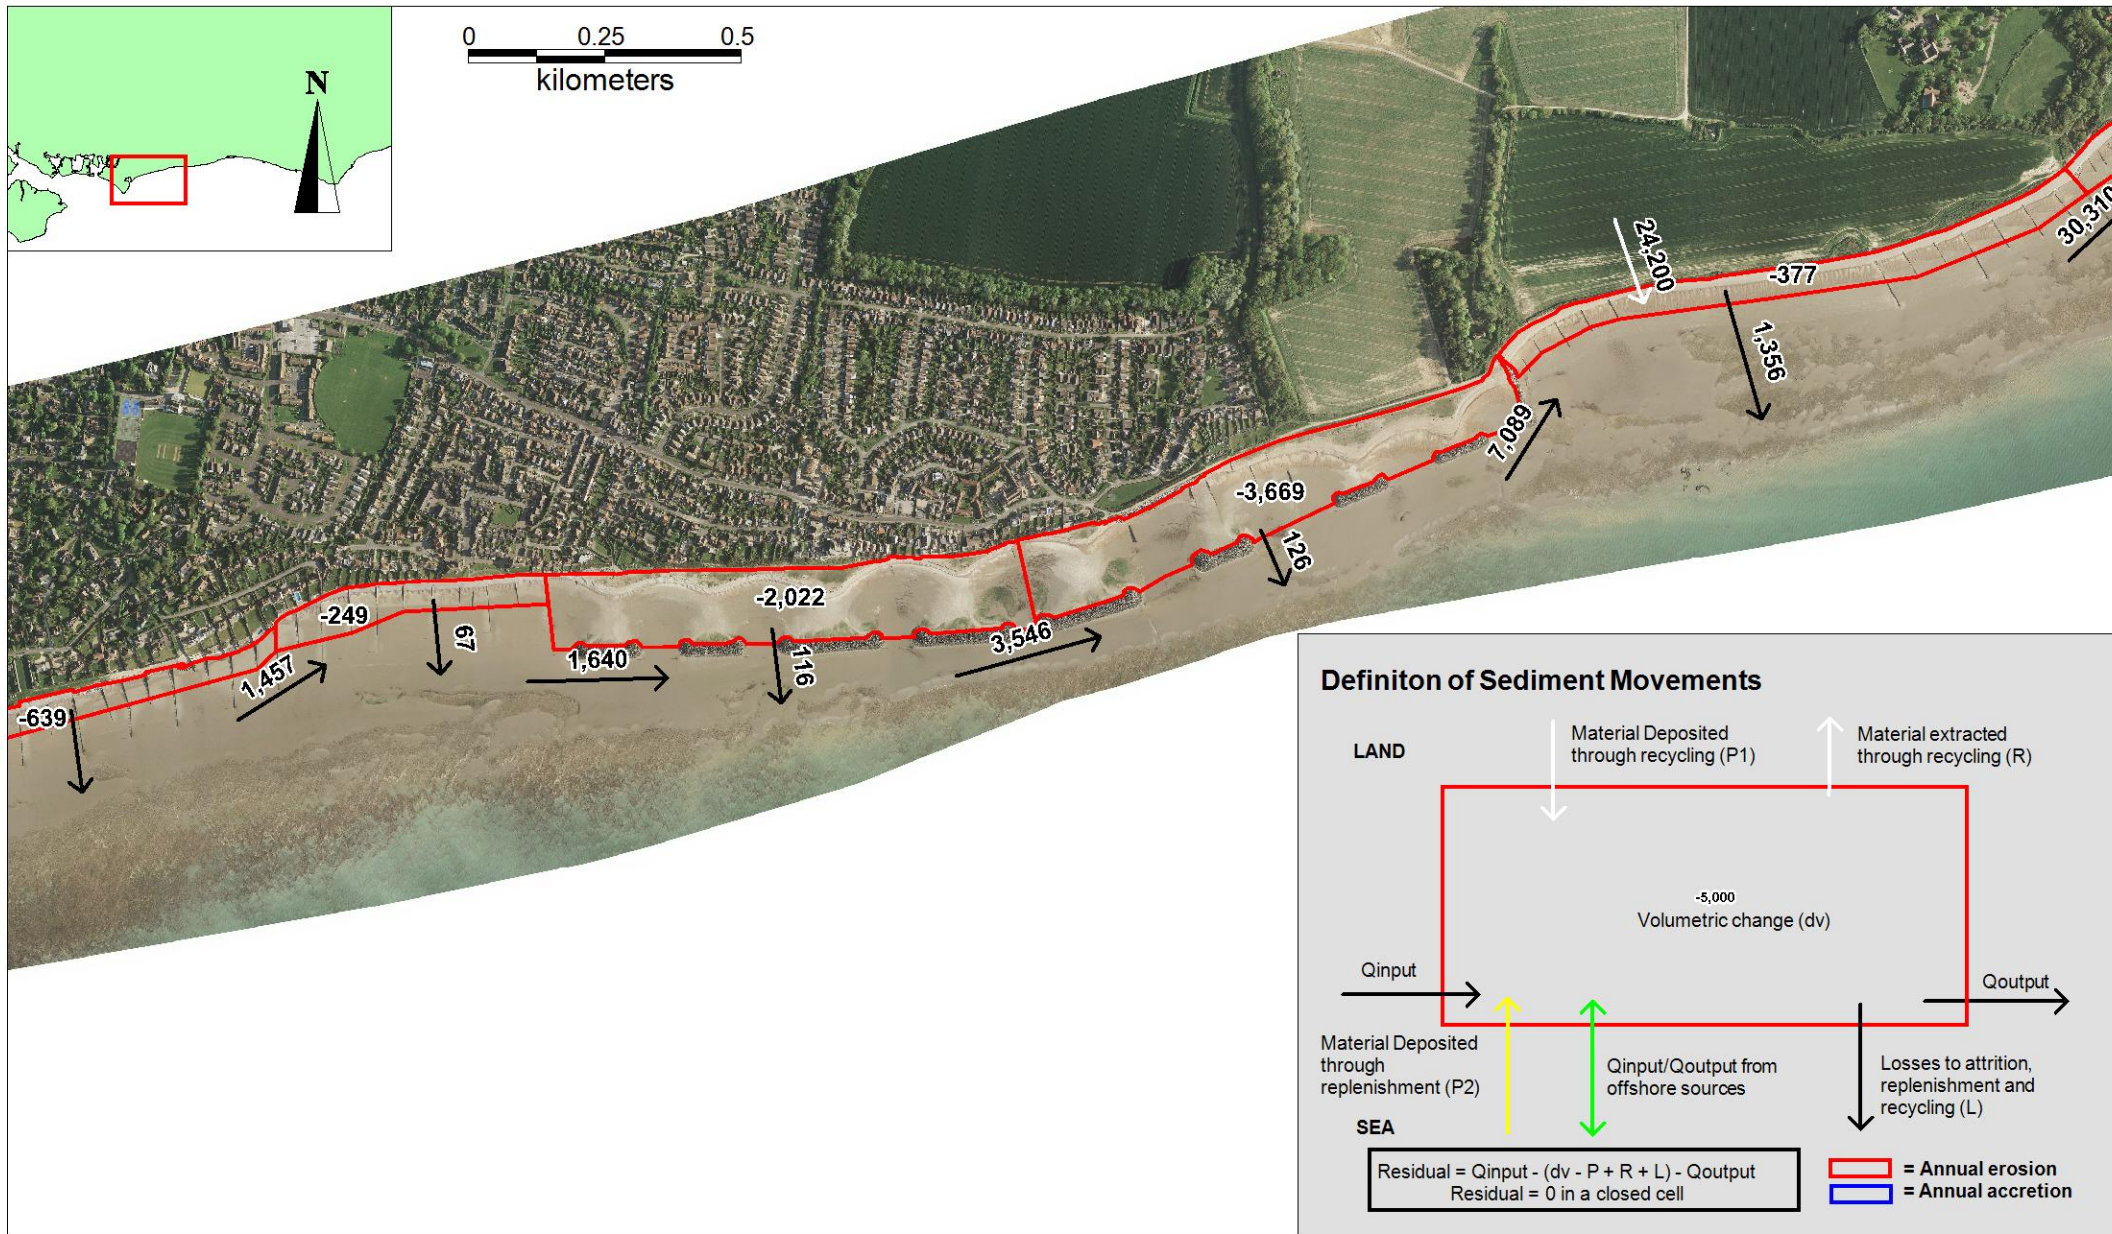 0 0.25 0.5
kilometers
N
24,200
-377
30,310
1,356
7,089
-3,669
126
-2,022
3,546
-249
67
1,640
116
1,457
-639
Definiton of Sediment Movements
LAND
Material Deposited
through recycling (P1)
Material extracted
through recycling (R)
-5,000
Volumetric change (dv)
Qinput
Qoutput
Material Deposited
through
replenishment (P2)
Qinput/Qoutput from
offshore sources
Losses to attrition,
replenishment and
recycling (L)
SEA
Residual = Qinput - (dv - P + R + L) - Qoutput
Residual = 0 in a closed cell
= Annual erosion
= Annual accretion